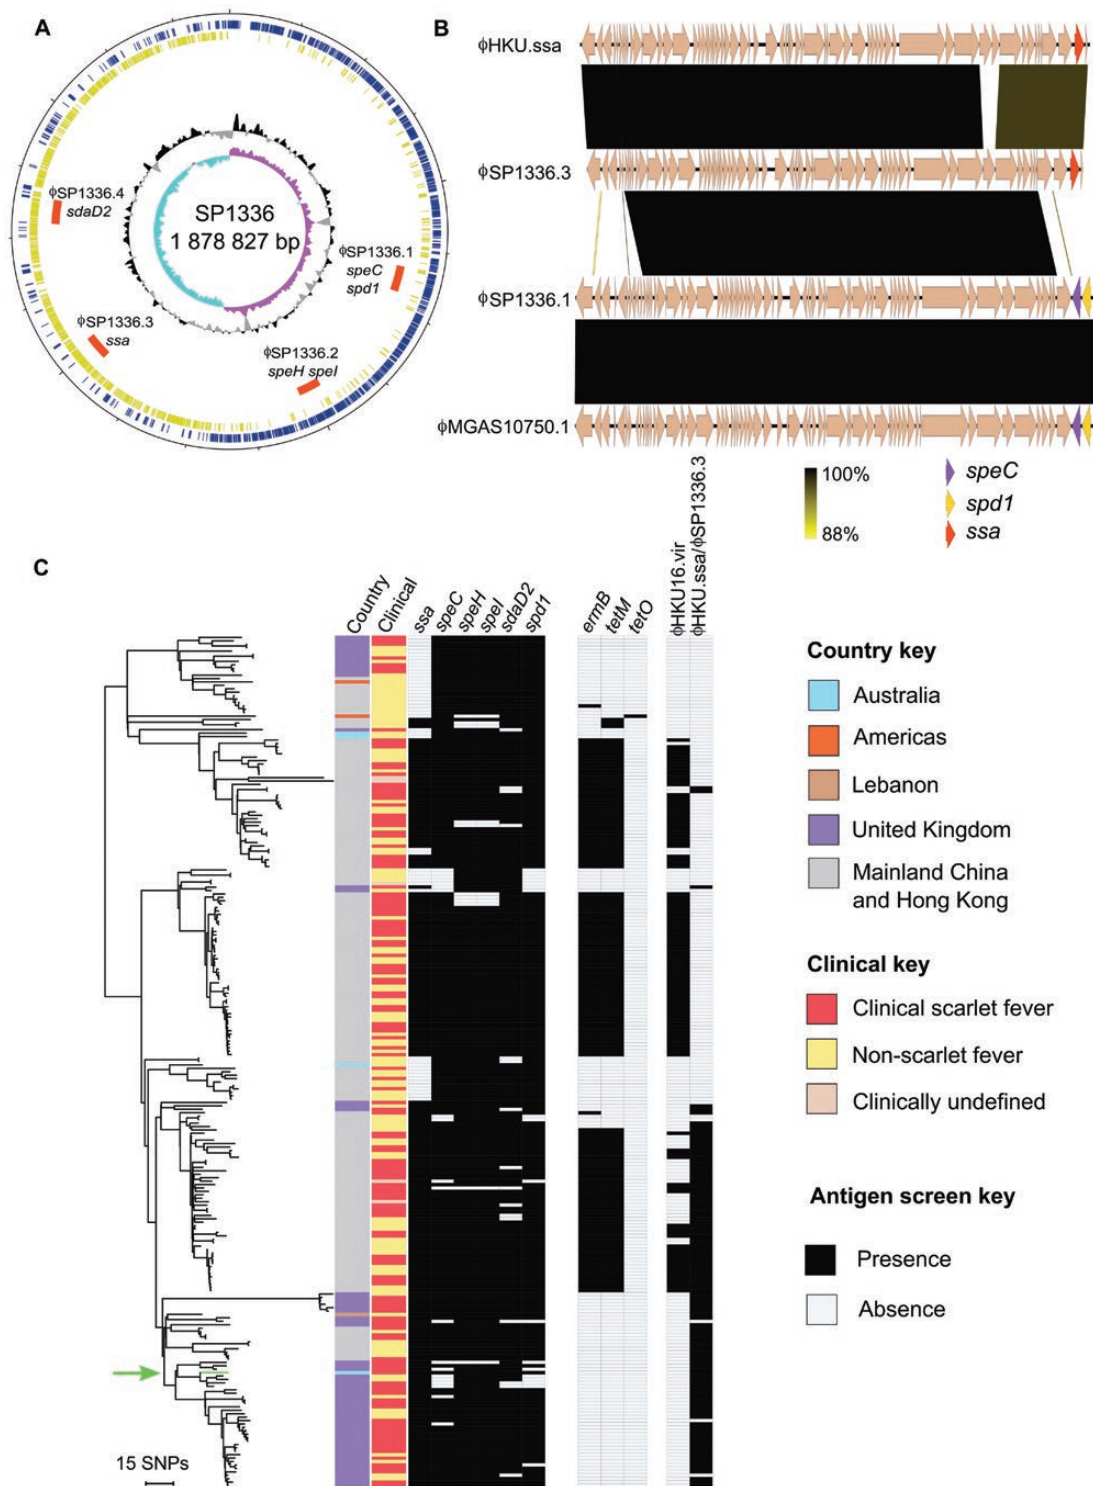 A
SP1336
1 878 827 bp
ϕSP1336.4
sdaD2
ϕSP1336.1
speC
spd1
ϕSP1336.3
ssa
ϕSP1336.2
speH speI
B
ϕHKU.ssa
ϕSP1336.3
ϕSP1336.1
ϕMGAS10750.1
100%
88%
speC
spd1
ssa
C
Country
Clinical
ssa
speC
speH
speI
sdaD2
spd1
ermB
tetM
tetO
ϕHKU16.vir
ϕHKU.ssa/ϕSP1336.3
15 SNPs
Country key
Australia
Americas
Lebanon
United Kingdom
Mainland China
and Hong Kong
Clinical key
Clinical scarlet fever
Non-scarlet fever
Clinically undefined
Antigen screen key
Presence
Absence